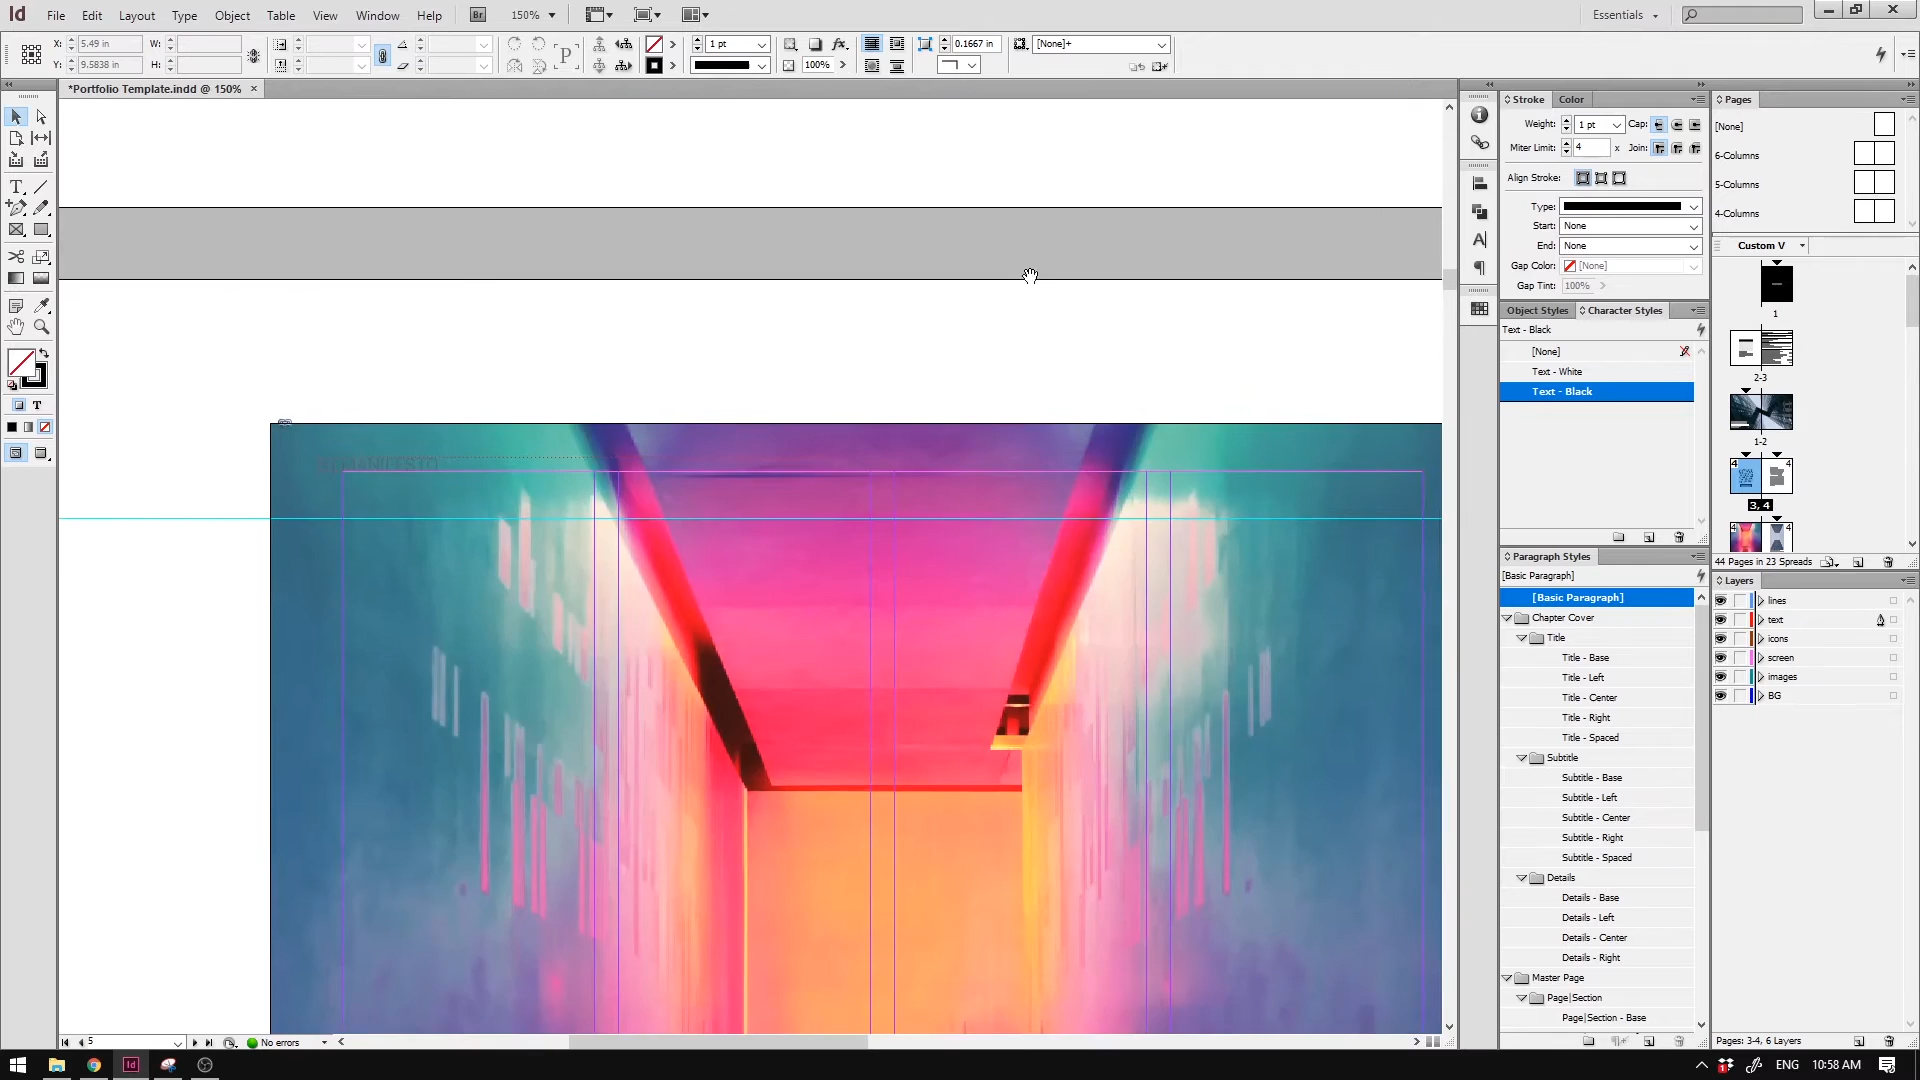 Id File Edit Layout Type Object Table View Window Help Br 150% Essentials
X: 5.49 in W: 1 pt 0.1667 in [None]+
Y: 9.5838 in H: P 100%
*Portfolio Template.indd @ 150% ×
Stroke Color
Weight: 1 pt Cap:
Miter Limit: 4 x Join:
Align Stroke:
Type:
Start: None
End: None
Gap Color: [None]
Gap Tint: 100%
Object Styles Character Styles
Text - Black
[None]
Text - White
Text - Black
Paragraph Styles
[Basic Paragraph]
[Basic Paragraph]
Chapter Cover
Title
Title - Base
Title - Left
Title - Center
Title - Right
Title - Spaced
Subtitle
Subtitle - Base
Subtitle - Left
Subtitle - Center
Subtitle - Right
Subtitle - Spaced
Details
Details - Base
Details - Left
Details - Center
Details - Right
Master Page
Page|Section
Page|Section - Base
Pages
[None]
6-Columns
5-Columns
4-Columns
Custom V
1
2-3
1-2
4 4
3, 4
4 4
44 Pages in 23 Spreads
Layers
lines
text
icons
screen
images
BG
Pages: 3-4, 6 Layers
MANIFESTO
5 No errors
Id ENG 10:58 AM